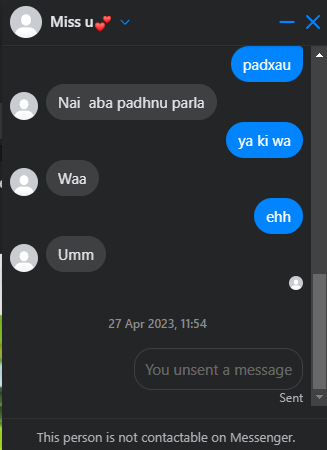 Miss u💕
padxau
Nai aba padhnu parla
ya ki wa
Waa
ehh
Umm
27 Apr 2023, 11:54
You unsent a message
Sent
This person is not contactable on Messenger.